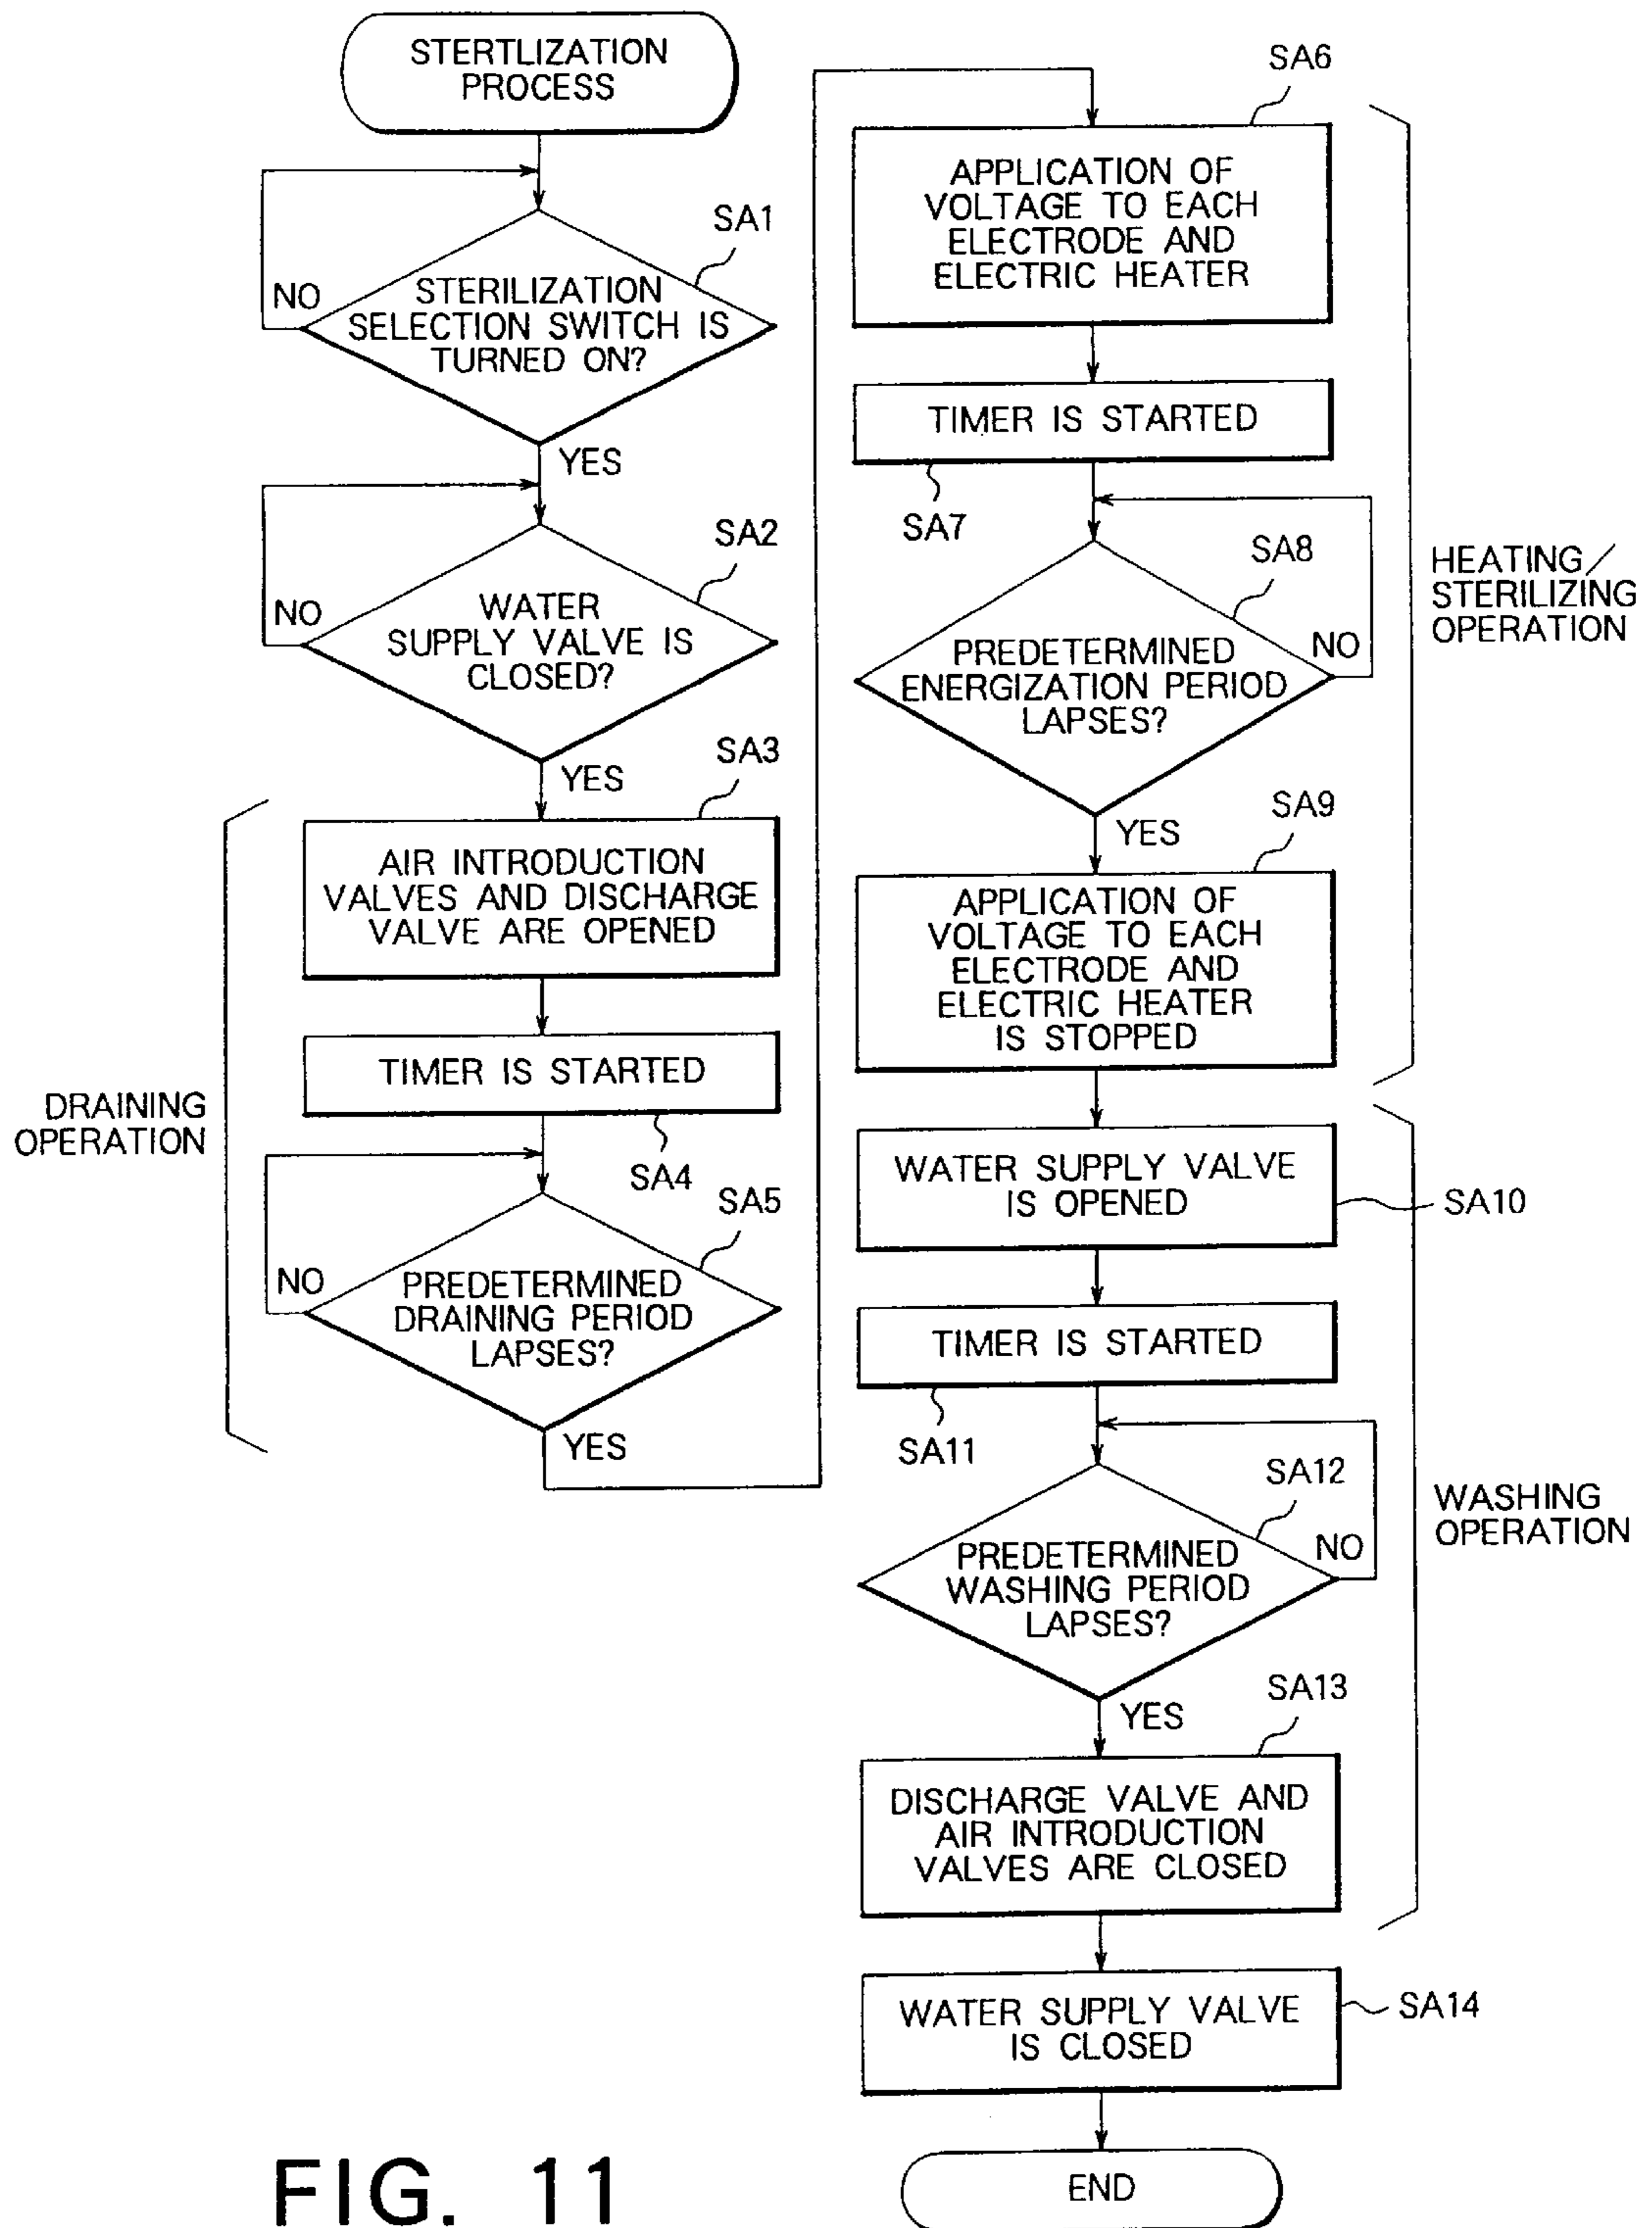 STERTLIZATION
PROCESS
SA1
NO
STERILIZATION
SELECTION SWITCH IS
TURNED ON?
YES
SA2
NO
WATER
SUPPLY VALVE IS
CLOSED?
YES
SA3
AIR INTRODUCTION
VALVES AND DISCHARGE
VALVE ARE OPENED
TIMER IS STARTED
SA4
DRAINING
OPERATION
SA5
NO
PREDETERMINED
DRAINING PERIOD
LAPSES?
YES
SA6
APPLICATION OF
VOLTAGE TO EACH
ELECTRODE AND
ELECTRIC HEATER
TIMER IS STARTED
SA7
SA8
PREDETERMINED
ENERGIZATION PERIOD
LAPSES?
NO
YES
HEATING/
STERILIZING
OPERATION
SA9
APPLICATION OF
VOLTAGE TO EACH
ELECTRODE AND
ELECTRIC HEATER
IS STOPPED
WATER SUPPLY VALVE
IS OPENED
SA10
TIMER IS STARTED
SA11
SA12
PREDETERMINED
WASHING PERIOD
LAPSES?
NO
YES
WASHING
OPERATION
SA13
DISCHARGE VALVE AND
AIR INTRODUCTION
VALVES ARE CLOSED
WATER SUPPLY VALVE
IS CLOSED
SA14
END
FIG. 11